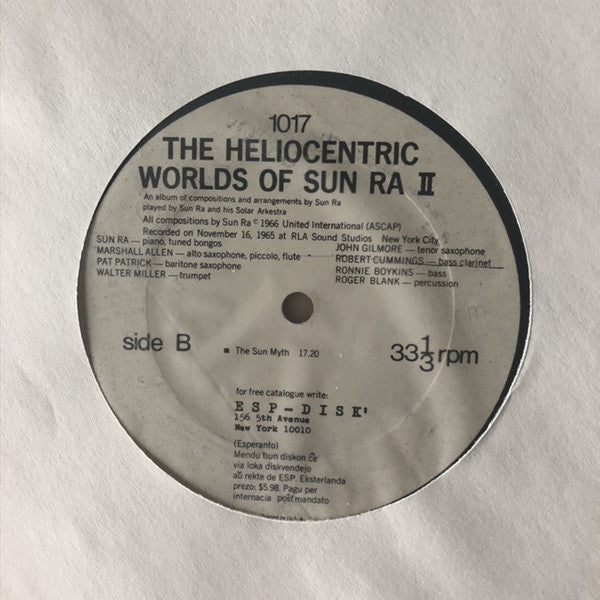 1017
THE HELIOCENTRIC
WORLDS OF SUN RA II
An album of compositions and arrangements by Sun Ra
played by Sun Ra and his Solar Arkestra
All compositions by Sun Ra © 1966 United International (ASCAP)
Recorded on November 16, 1965 at RLA Sound Studios New York City
SUN RA — piano, tuned bongos
MARSHALL ALLEN — alto saxophone, piccolo, flute
PAT PATRICK — baritone saxophone
WALTER MILLER — trumpet
JOHN GILMORE — tenor saxophone
ROBERT CUMMINGS — bass clarinet
RONNIE BOYKINS — bass
ROGER BLANK — percussion
side B
■ The Sun Myth 17.20
33 1/3 rpm
for free catalogue write:
ESP-DISK'
156 5th Avenue
New York 10010
(Esperanto)
Mendu tiun diskon ĉe
via loka diskvendejo
aŭ rekte de ESP. Eksterlanda
prezo: $5.98. Pagu per
internacia poŝtmandato